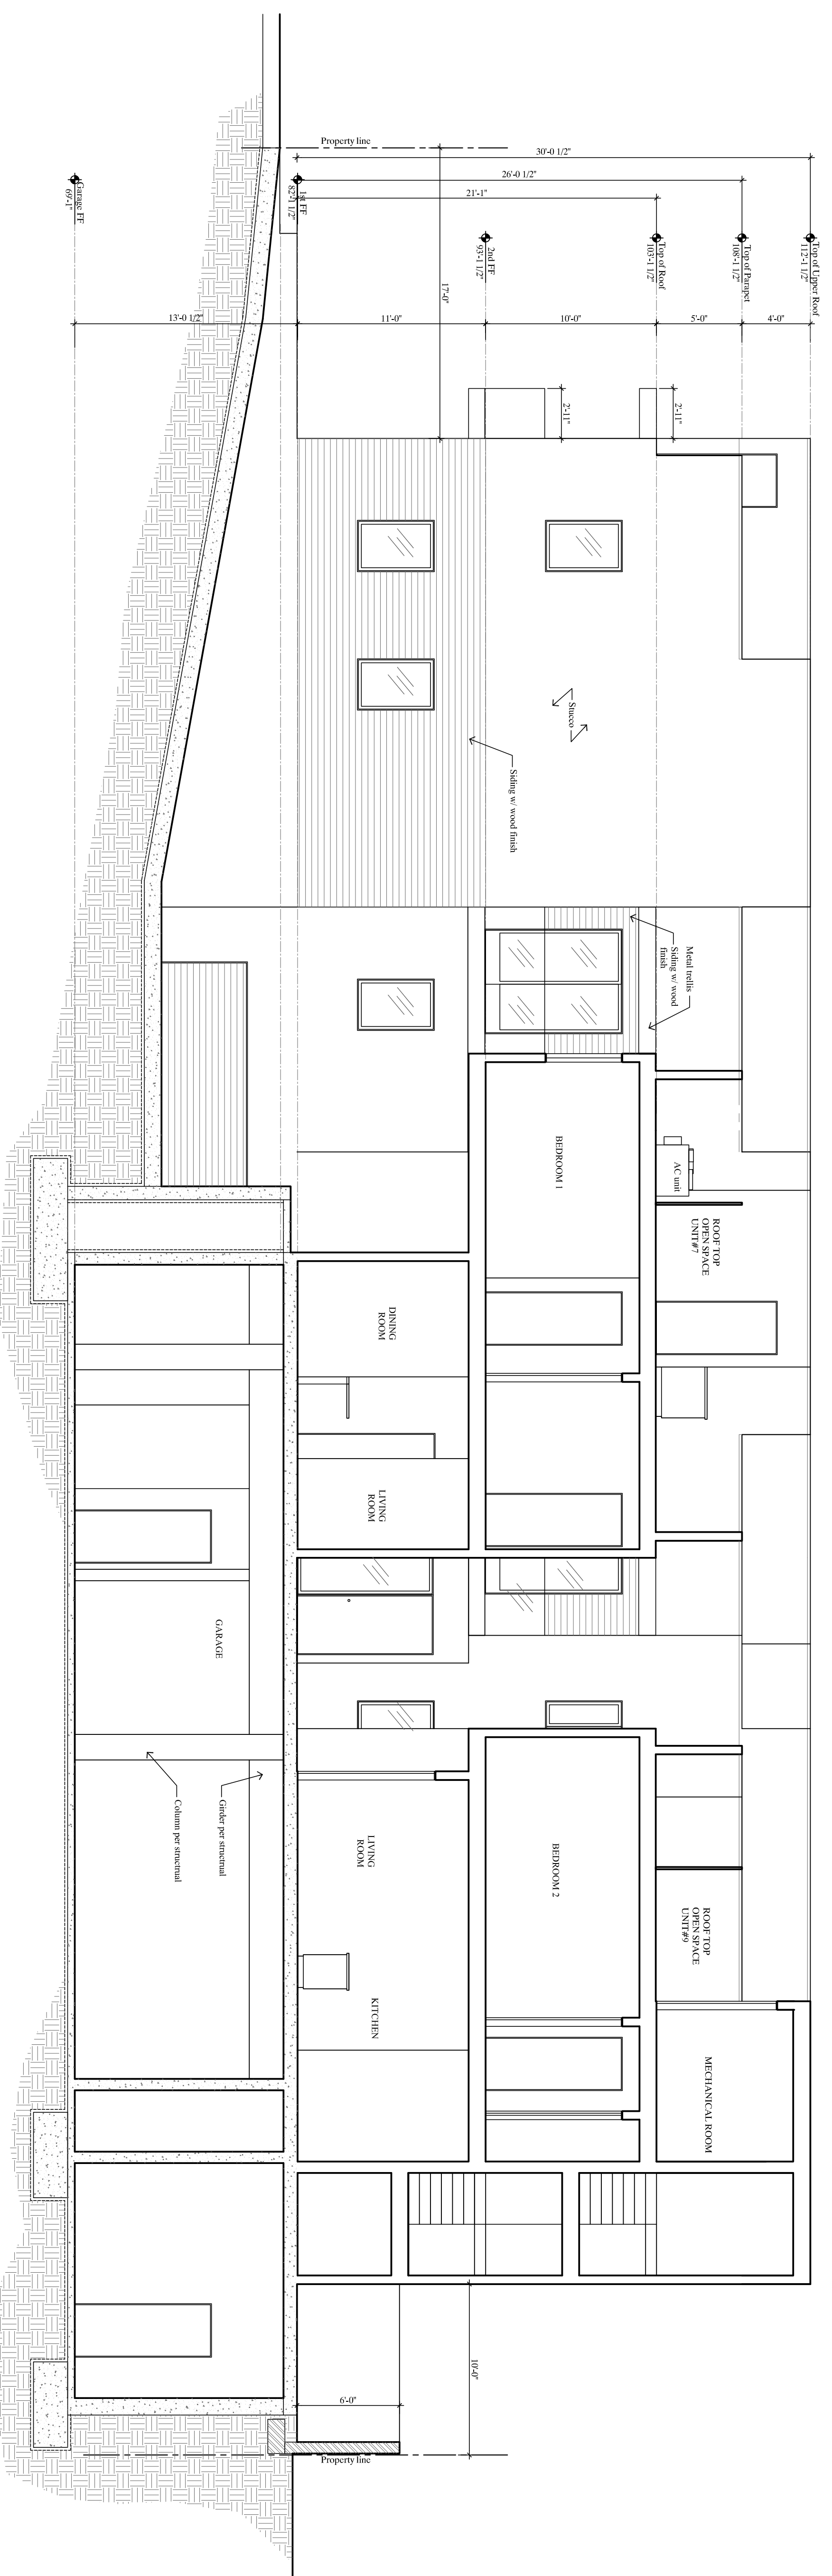 Property line
30'-0 1/2"
26'-0 1/2"
21'-1"
Garage FF
69'-1"
1st FF
82'-1 1/2"
2nd FF
93'-1 1/2"
Top of Roof
103'-1 1/2"
Top of Parapet
108'-1 1/2"
Top of Upper Roof
112'-1 1/2"
17'-0"
13'-0 1/2"
11'-0"
10'-0"
5'-0"
4'-0"
2'-11"
2'-11"
Stucco
Siding w/ wood finish
Metal trellis
Siding w/ wood
finish
BEDROOM 1
AC unit
ROOF TOP
OPEN SPACE
UNIT#7
DINING
ROOM
LIVING
ROOM
GARAGE
Girder per structrual
Column per structrual
LIVING
ROOM
BEDROOM 2
ROOF TOP
OPEN SPACE
UNIT#9
KITCHEN
MECHANICAL ROOM
10'-0"
6'-0"
Property line